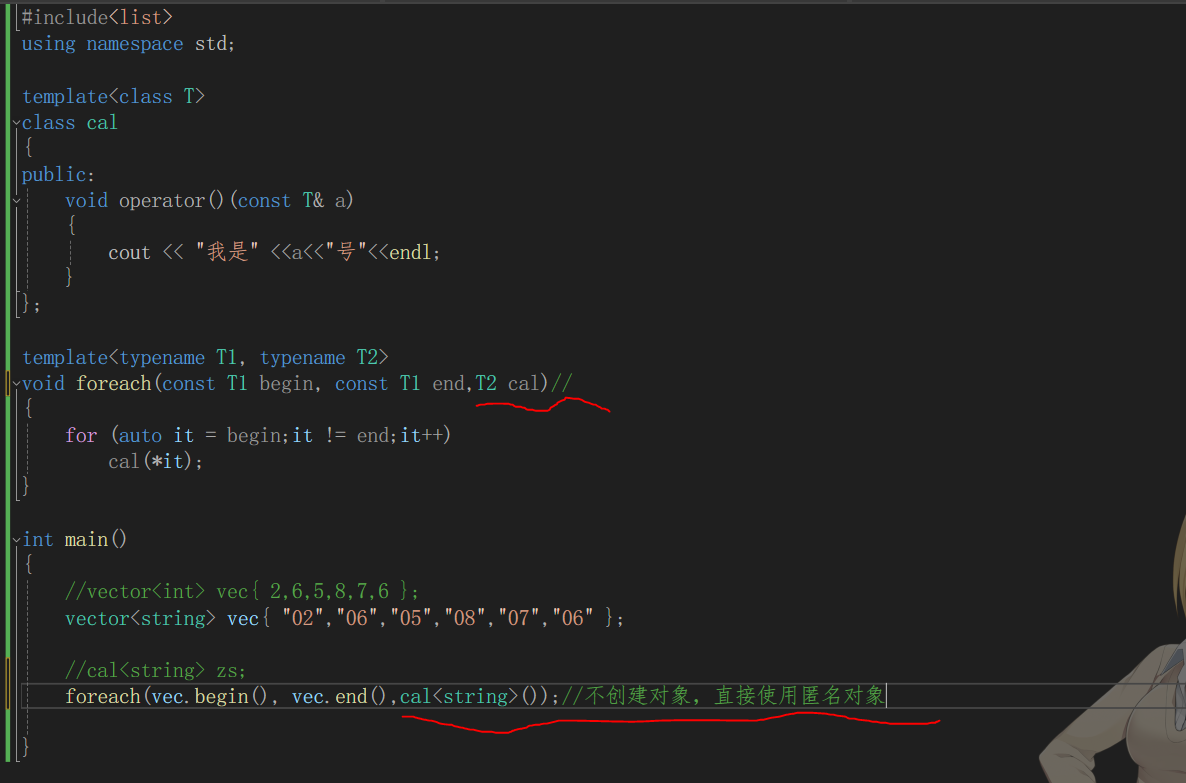 #include<list>
using namespace std;
template<class T>
class cal
{
public:
void operator()(const T& a)
{
cout << "我是" <<a<<"号"<<endl;
}
};
template<typename T1, typename T2>
void foreach(const T1 begin, const T1 end,T2 cal)//
{
for (auto it = begin;it != end;it++)
cal(*it);
}
int main()
{
//vector<int> vec{ 2,6,5,8,7,6 };
vector<string> vec{ "02","06","05","08","07","06" };
//cal<string> zs;
foreach(vec.begin(), vec.end(),cal<string>());//不创建对象，直接使用匿名对象
}